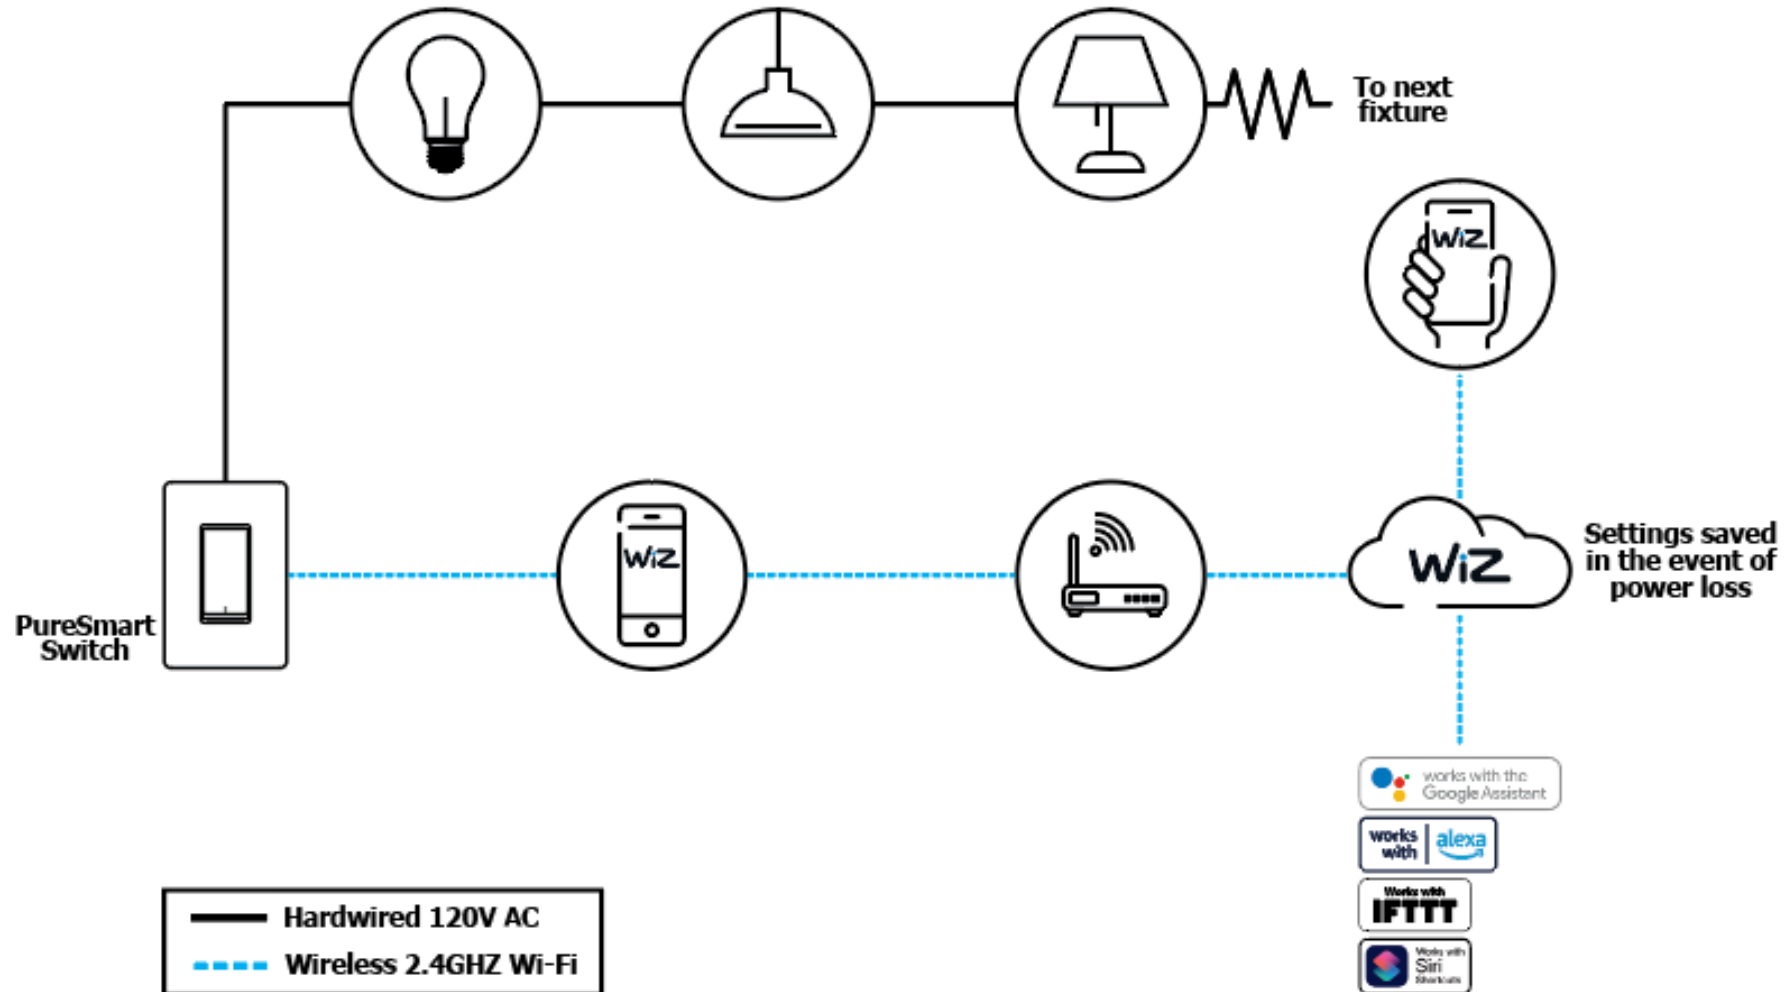 To next
fixture
WiZ
WiZ
WiZ
Settings saved
in the event of
power loss
PureSmart
Switch
works with the
Google Assistant
works
with
alexa
Works with
IFTTT
Works with
Siri
Shortcuts
Hardwired 120V AC
Wireless 2.4GHZ Wi-Fi